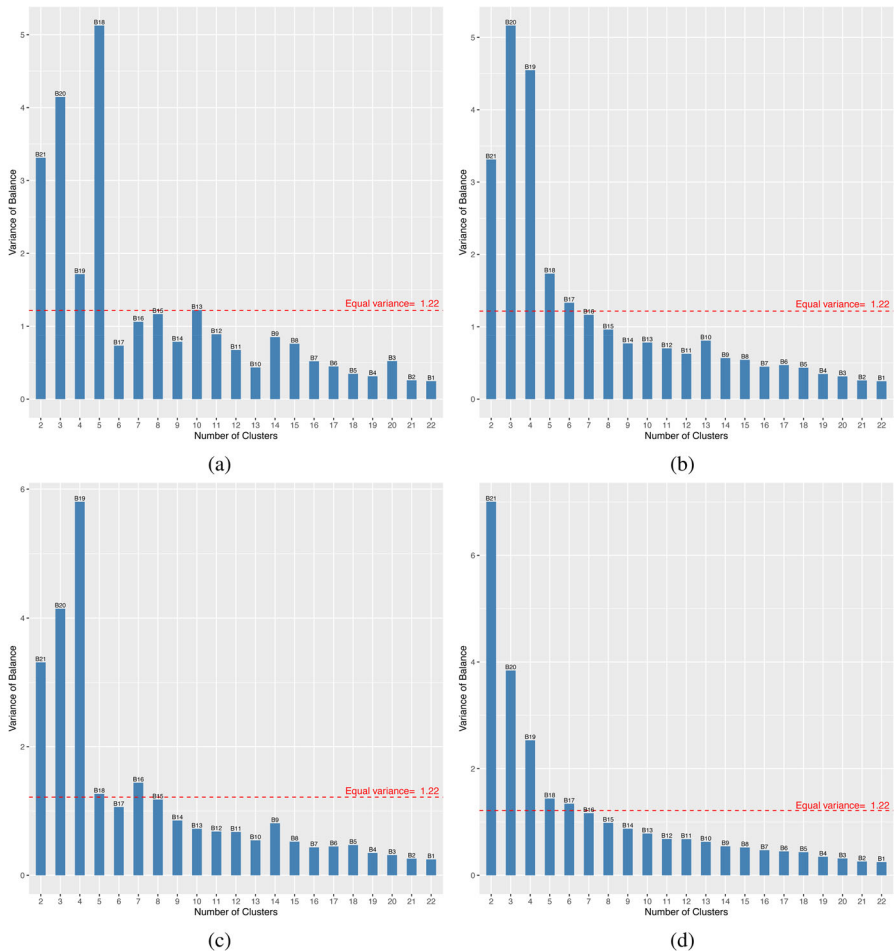 Variance of Balance
5
4
3
2
1
0
B21 B20 B19 B18 B17 B16 B15 B14 B13 B12 B11 B10 B9 B8 B7 B6 B5 B4 B3 B2 B1
Equal variance= 1.22
2 3 4 5 6 7 8 9 10 11 12 13 14 15 16 17 18 19 20 21 22
Number of Clusters
(a)
Variance of Balance
5
4
3
2
1
0
B21 B20 B19 B18 B17 B16 B15 B14 B13 B12 B11 B10 B9 B8 B7 B6 B5 B4 B3 B2 B1
Equal variance= 1.22
2 3 4 5 6 7 8 9 10 11 12 13 14 15 16 17 18 19 20 21 22
Number of Clusters
(b)
Variance of Balance
6
4
2
0
B21 B20 B19 B18 B17 B16 B15 B14 B13 B12 B11 B10 B9 B8 B7 B6 B5 B4 B3 B2 B1
Equal variance= 1.22
2 3 4 5 6 7 8 9 10 11 12 13 14 15 16 17 18 19 20 21 22
Number of Clusters
(c)
Variance of Balance
6
4
2
0
B21 B20 B19 B18 B17 B16 B15 B14 B13 B12 B11 B10 B9 B8 B7 B6 B5 B4 B3 B2 B1
Equal variance= 1.22
2 3 4 5 6 7 8 9 10 11 12 13 14 15 16 17 18 19 20 21 22
Number of Clusters
(d)